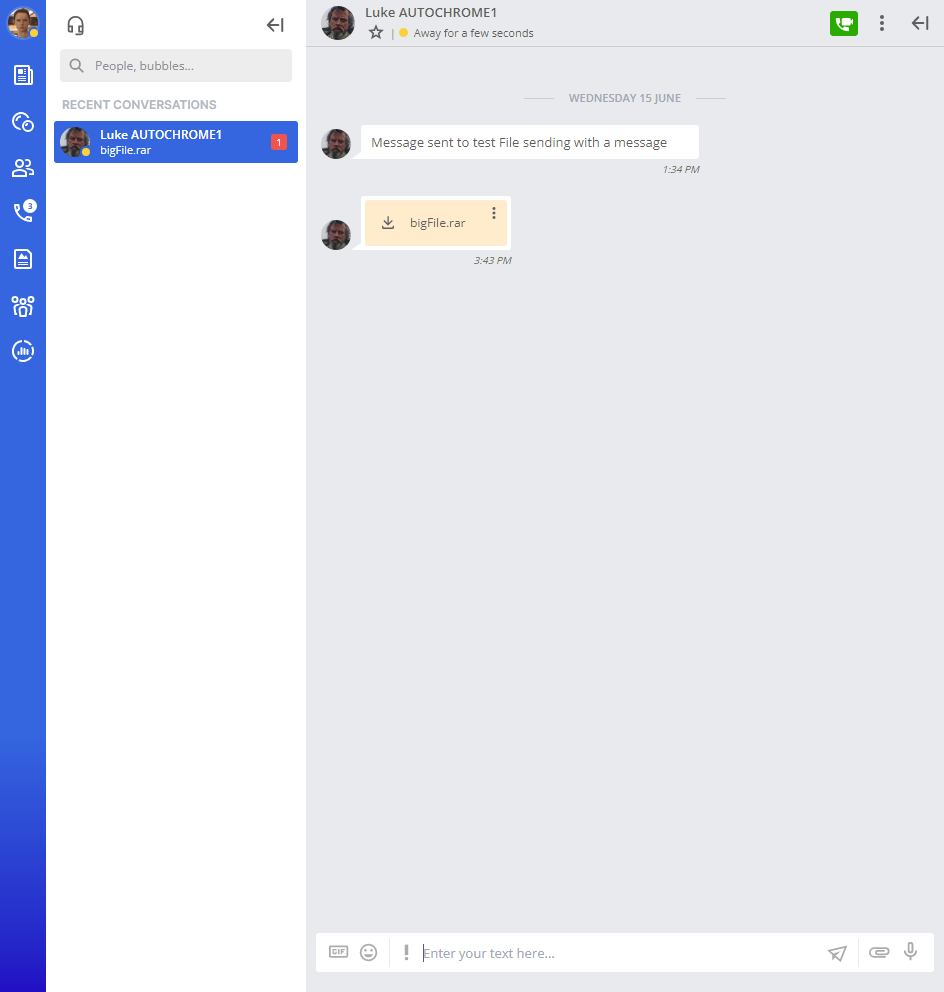 3
People, bubbles...
RECENT CONVERSATIONS
Luke AUTOCHROME1
bigFile.rar
1
Luke AUTOCHROME1
| Away for a few seconds
WEDNESDAY 15 JUNE
Message sent to test File sending with a message
1:34 PM
bigFile.rar
3:43 PM
GIF
! Enter your text here...